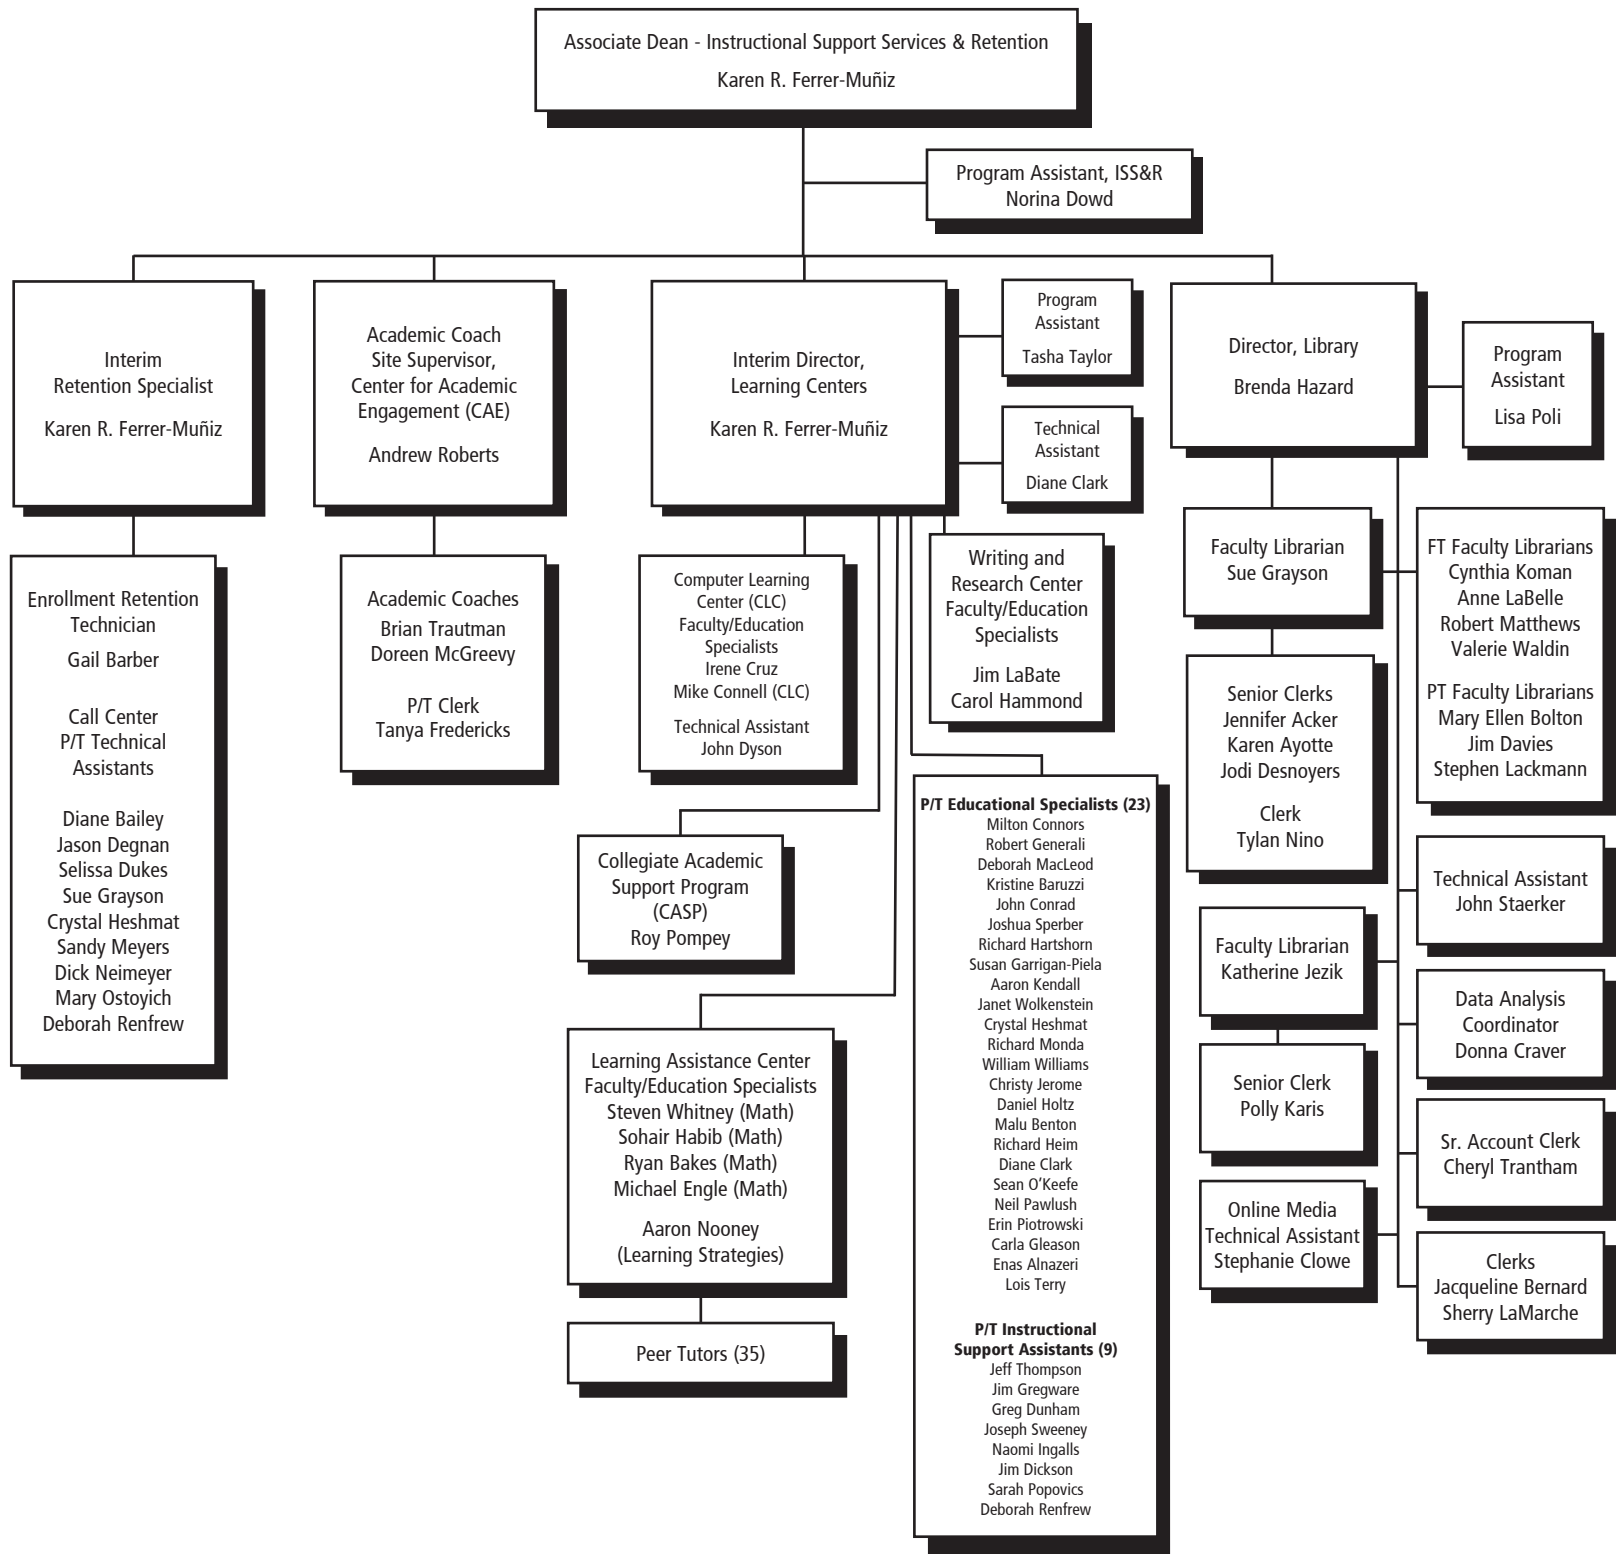 Associate Dean - Instructional Support Services & Retention
Karen R. Ferrer-Muñiz
Program Assistant, ISS&R
Norina Dowd
Interim
Retention Specialist
Karen R. Ferrer-Muñiz
Academic Coach
Site Supervisor,
Center for Academic
Engagement (CAE)
Andrew Roberts
Interim Director,
Learning Centers
Karen R. Ferrer-Muñiz
Program
Assistant
Tasha Taylor
Technical
Assistant
Diane Clark
Director, Library
Brenda Hazard
Program
Assistant
Lisa Poli
Enrollment Retention
Technician
Gail Barber
Call Center
P/T Technical
Assistants
Diane Bailey
Jason Degnan
Selissa Dukes
Sue Grayson
Crystal Heshmat
Sandy Meyers
Dick Neimeyer
Mary Ostoyich
Deborah Renfrew
Academic Coaches
Brian Trautman
Doreen McGreevy
P/T Clerk
Tanya Fredericks
Computer Learning
Center (CLC)
Faculty/Education
Specialists
Irene Cruz
Mike Connell (CLC)
Technical Assistant
John Dyson
Writing and
Research Center
Faculty/Education
Specialists
Jim LaBate
Carol Hammond
Collegiate Academic
Support Program
(CASP)
Roy Pompey
Learning Assistance Center
Faculty/Education Specialists
Steven Whitney (Math)
Sohair Habib (Math)
Ryan Bakes (Math)
Michael Engle (Math)
Aaron Nooney
(Learning Strategies)
Peer Tutors (35)
P/T Educational Specialists (23)
Milton Connors
Robert Generali
Deborah MacLeod
Kristine Baruzzi
John Conrad
Joshua Sperber
Richard Hartshorn
Susan Garrigan-Piela
Aaron Kendall
Janet Wolkenstein
Crystal Heshmat
Richard Monda
William Williams
Christy Jerome
Daniel Holtz
Malu Benton
Richard Heim
Diane Clark
Sean O'Keefe
Neil Pawlush
Erin Piotrowski
Carla Gleason
Enas Alnazeri
Lois Terry
P/T Instructional
Support Assistants (9)
Jeff Thompson
Jim Gregware
Greg Dunham
Joseph Sweeney
Naomi Ingalls
Jim Dickson
Sarah Popovics
Deborah Renfrew
Faculty Librarian
Sue Grayson
Senior Clerks
Jennifer Acker
Karen Ayotte
Jodi Desnoyers
Clerk
Tylan Nino
Faculty Librarian
Katherine Jezik
Senior Clerk
Polly Karis
Online Media
Technical Assistant
Stephanie Clowe
FT Faculty Librarians
Cynthia Koman
Anne LaBelle
Robert Matthews
Valerie Waldin
PT Faculty Librarians
Mary Ellen Bolton
Jim Davies
Stephen Lackmann
Technical Assistant
John Staerker
Data Analysis
Coordinator
Donna Craver
Sr. Account Clerk
Cheryl Trantham
Clerks
Jacqueline Bernard
Sherry LaMarche